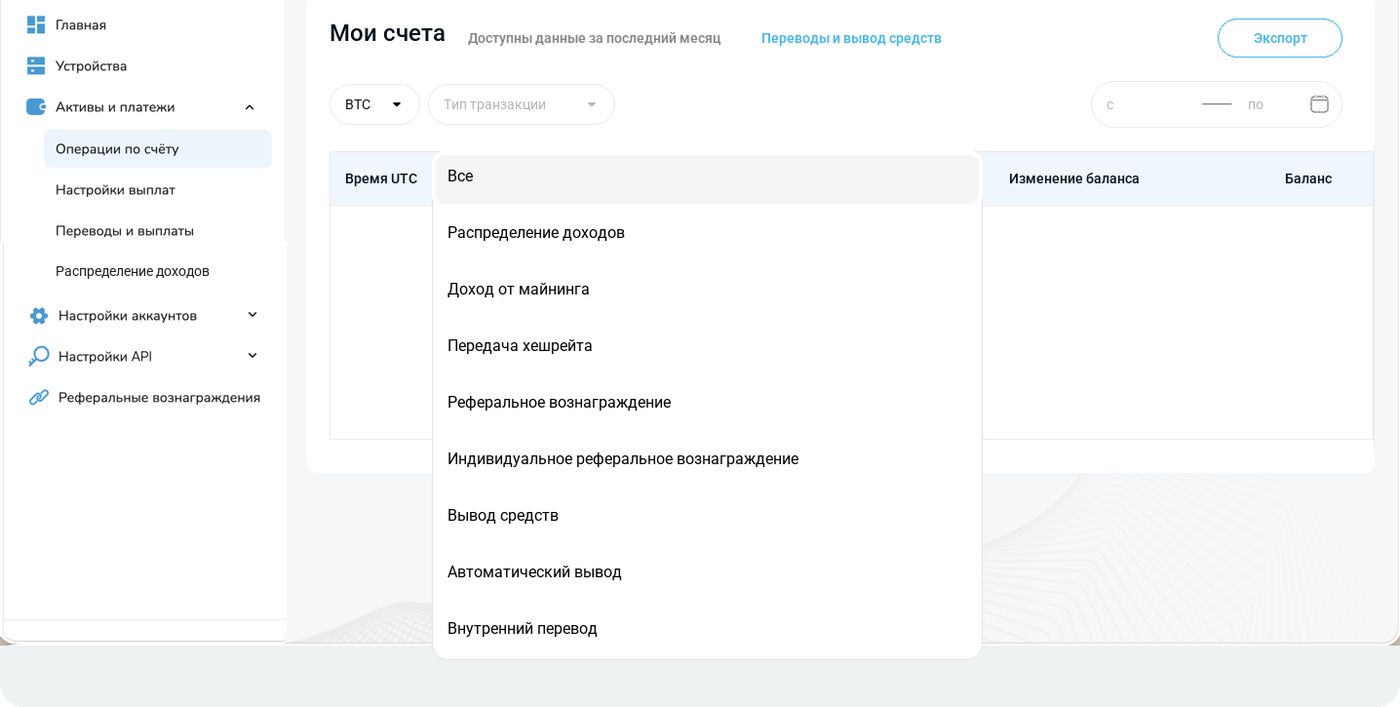 Главная
Устройства
Активы и платежи
Операции по счёту
Настройки выплат
Переводы и выплаты
Распределение доходов
Настройки аккаунтов
Настройки API
Реферальные вознаграждения
Мои счета
Доступны данные за последний месяц
Переводы и вывод средств
Экспорт
BTC
Тип транзакции
с
по
Время UTC
Изменение баланса
Баланс
Все
Распределение доходов
Доход от майнинга
Передача хешрейта
Реферальное вознаграждение
Индивидуальное реферальное вознаграждение
Вывод средств
Автоматический вывод
Внутренний перевод